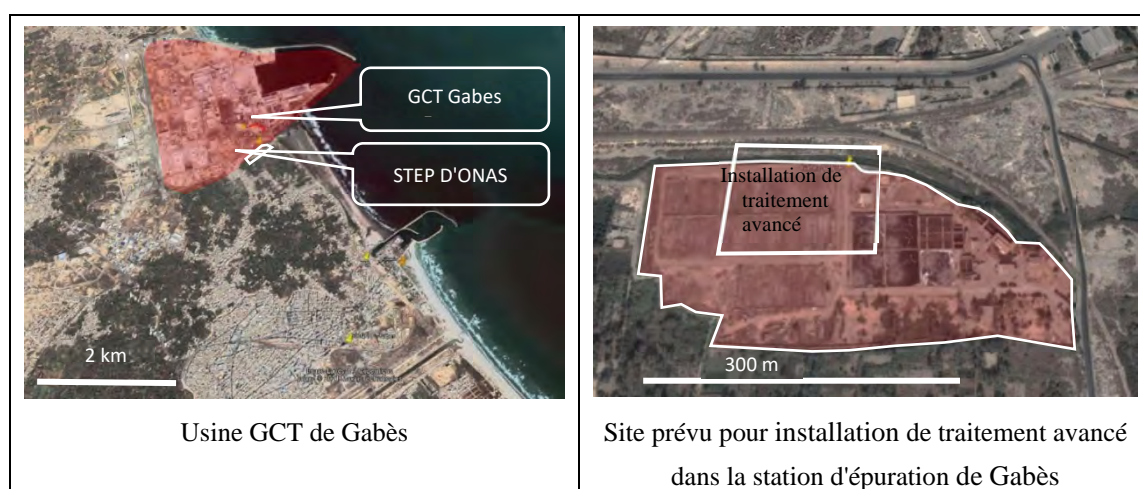 GCT Gabes
STEP D'ONAS
2 km
Usine GCT de Gabès
Installation de
traitement
avancé
300 m
Site prévu pour installation de traitement avancé
dans la station d'épuration de Gabès